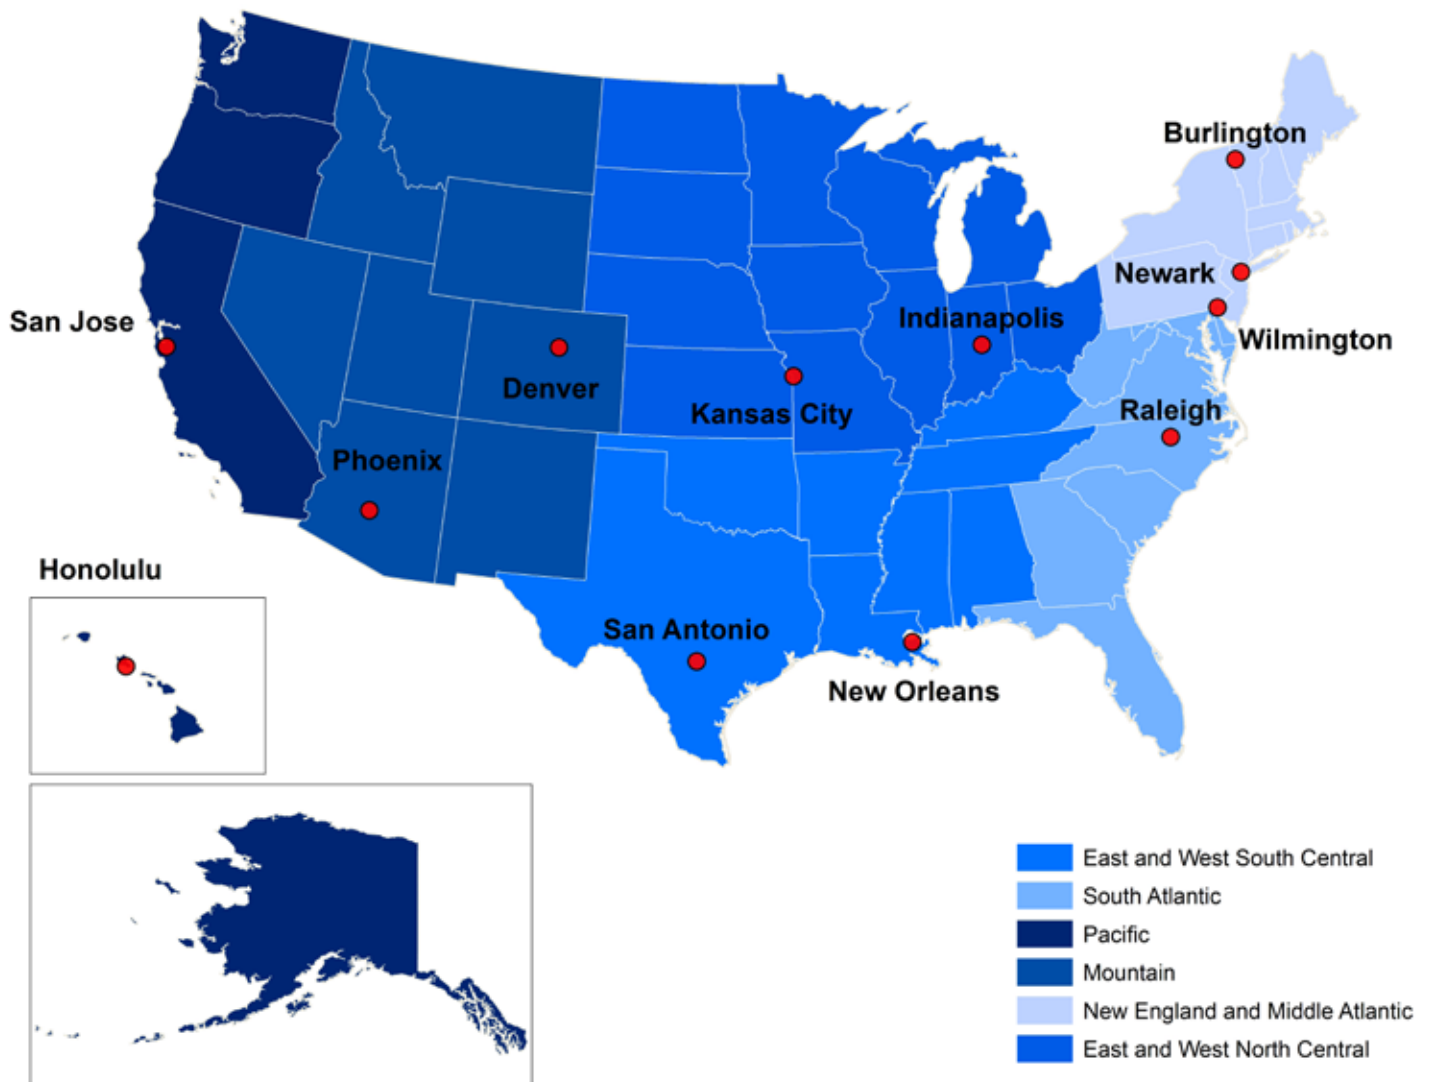 Burlington
Newark
San Jose
Indianapolis
Wilmington
Denver
Kansas City
Raleigh
Phoenix
Honolulu
San Antonio
New Orleans
East and West South Central
South Atlantic
Pacific
Mountain
New England and Middle Atlantic
East and West North Central